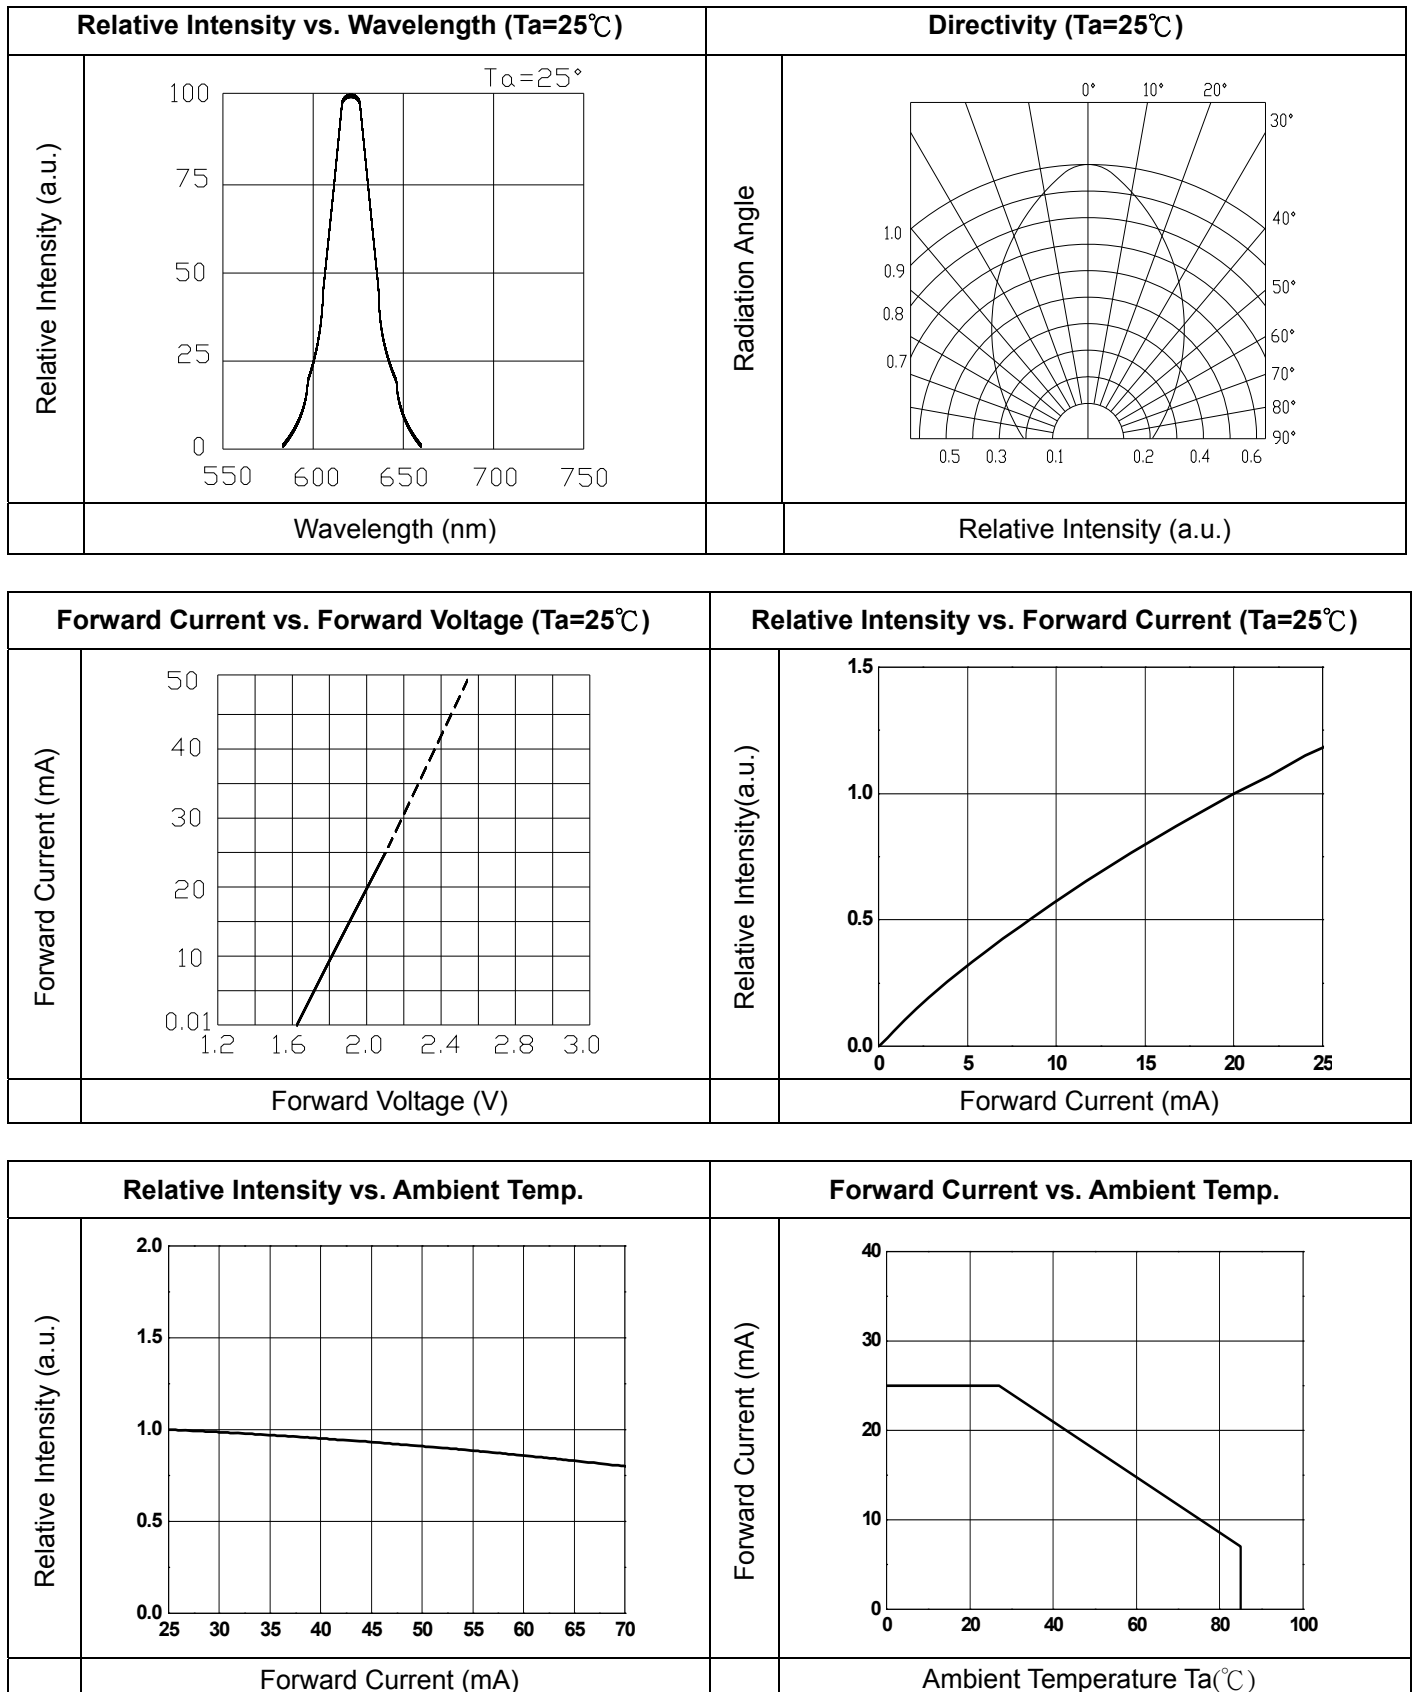 Relative Intensity vs. Wavelength (Ta=25℃)
Directivity (Ta=25℃)
Relative Intensity (a.u.)
Ta=25°
100
75
50
25
0
550 600 650 700 750
Wavelength (nm)
Radiation Angle
0° 10° 20°
30°
40°
50°
60°
70°
80°
90°
1.0
0.9
0.8
0.7
0.5 0.3 0.1 0.2 0.4 0.6
Relative Intensity (a.u.)
Forward Current vs. Forward Voltage (Ta=25℃)
Relative Intensity vs. Forward Current (Ta=25℃)
Forward Current (mA)
50
40
30
20
10
0.01
1.2 1.6 2.0 2.4 2.8 3.0
Forward Voltage (V)
Relative Intensity(a.u.)
1.5
1.0
0.5
0.0
0 5 10 15 20 25
Forward Current (mA)
Relative Intensity vs. Ambient Temp.
Forward Current vs. Ambient Temp.
Relative Intensity (a.u.)
2.0
1.5
1.0
0.5
0.0
25 30 35 40 45 50 55 60 65 70
Forward Current (mA)
Forward Current (mA)
40
30
20
10
0
0 20 40 60 80 100
Ambient Temperature Ta(℃)